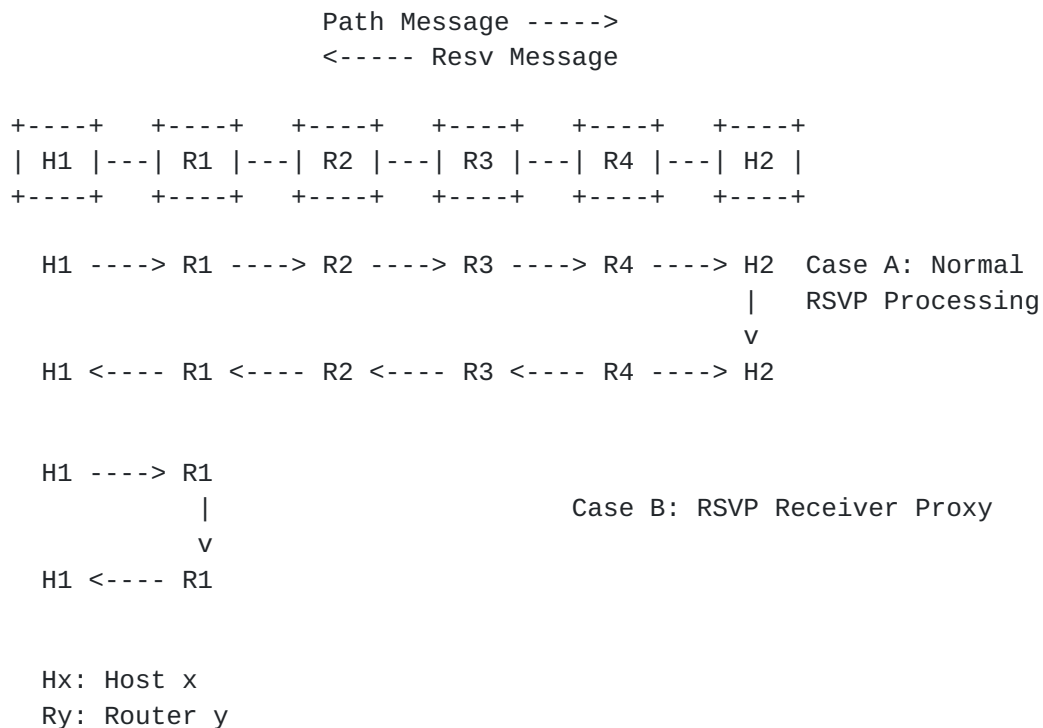 Path Message ----->
<----- Resv Message
+----+   +----+   +----+   +----+   +----+   +----+
| H1 |---| R1 |---| R2 |---| R3 |---| R4 |---| H2 |
+----+   +----+   +----+   +----+   +----+   +----+
H1 ----> R1 ----> R2 ----> R3 ----> R4 ----> H2  Case A: Normal
|   RSVP Processing
v
H1 <---- R1 <---- R2 <---- R3 <---- R4 ----> H2
H1 ----> R1
|                       Case B: RSVP Receiver Proxy
v
H1 <---- R1
Hx: Host x
Ry: Router y